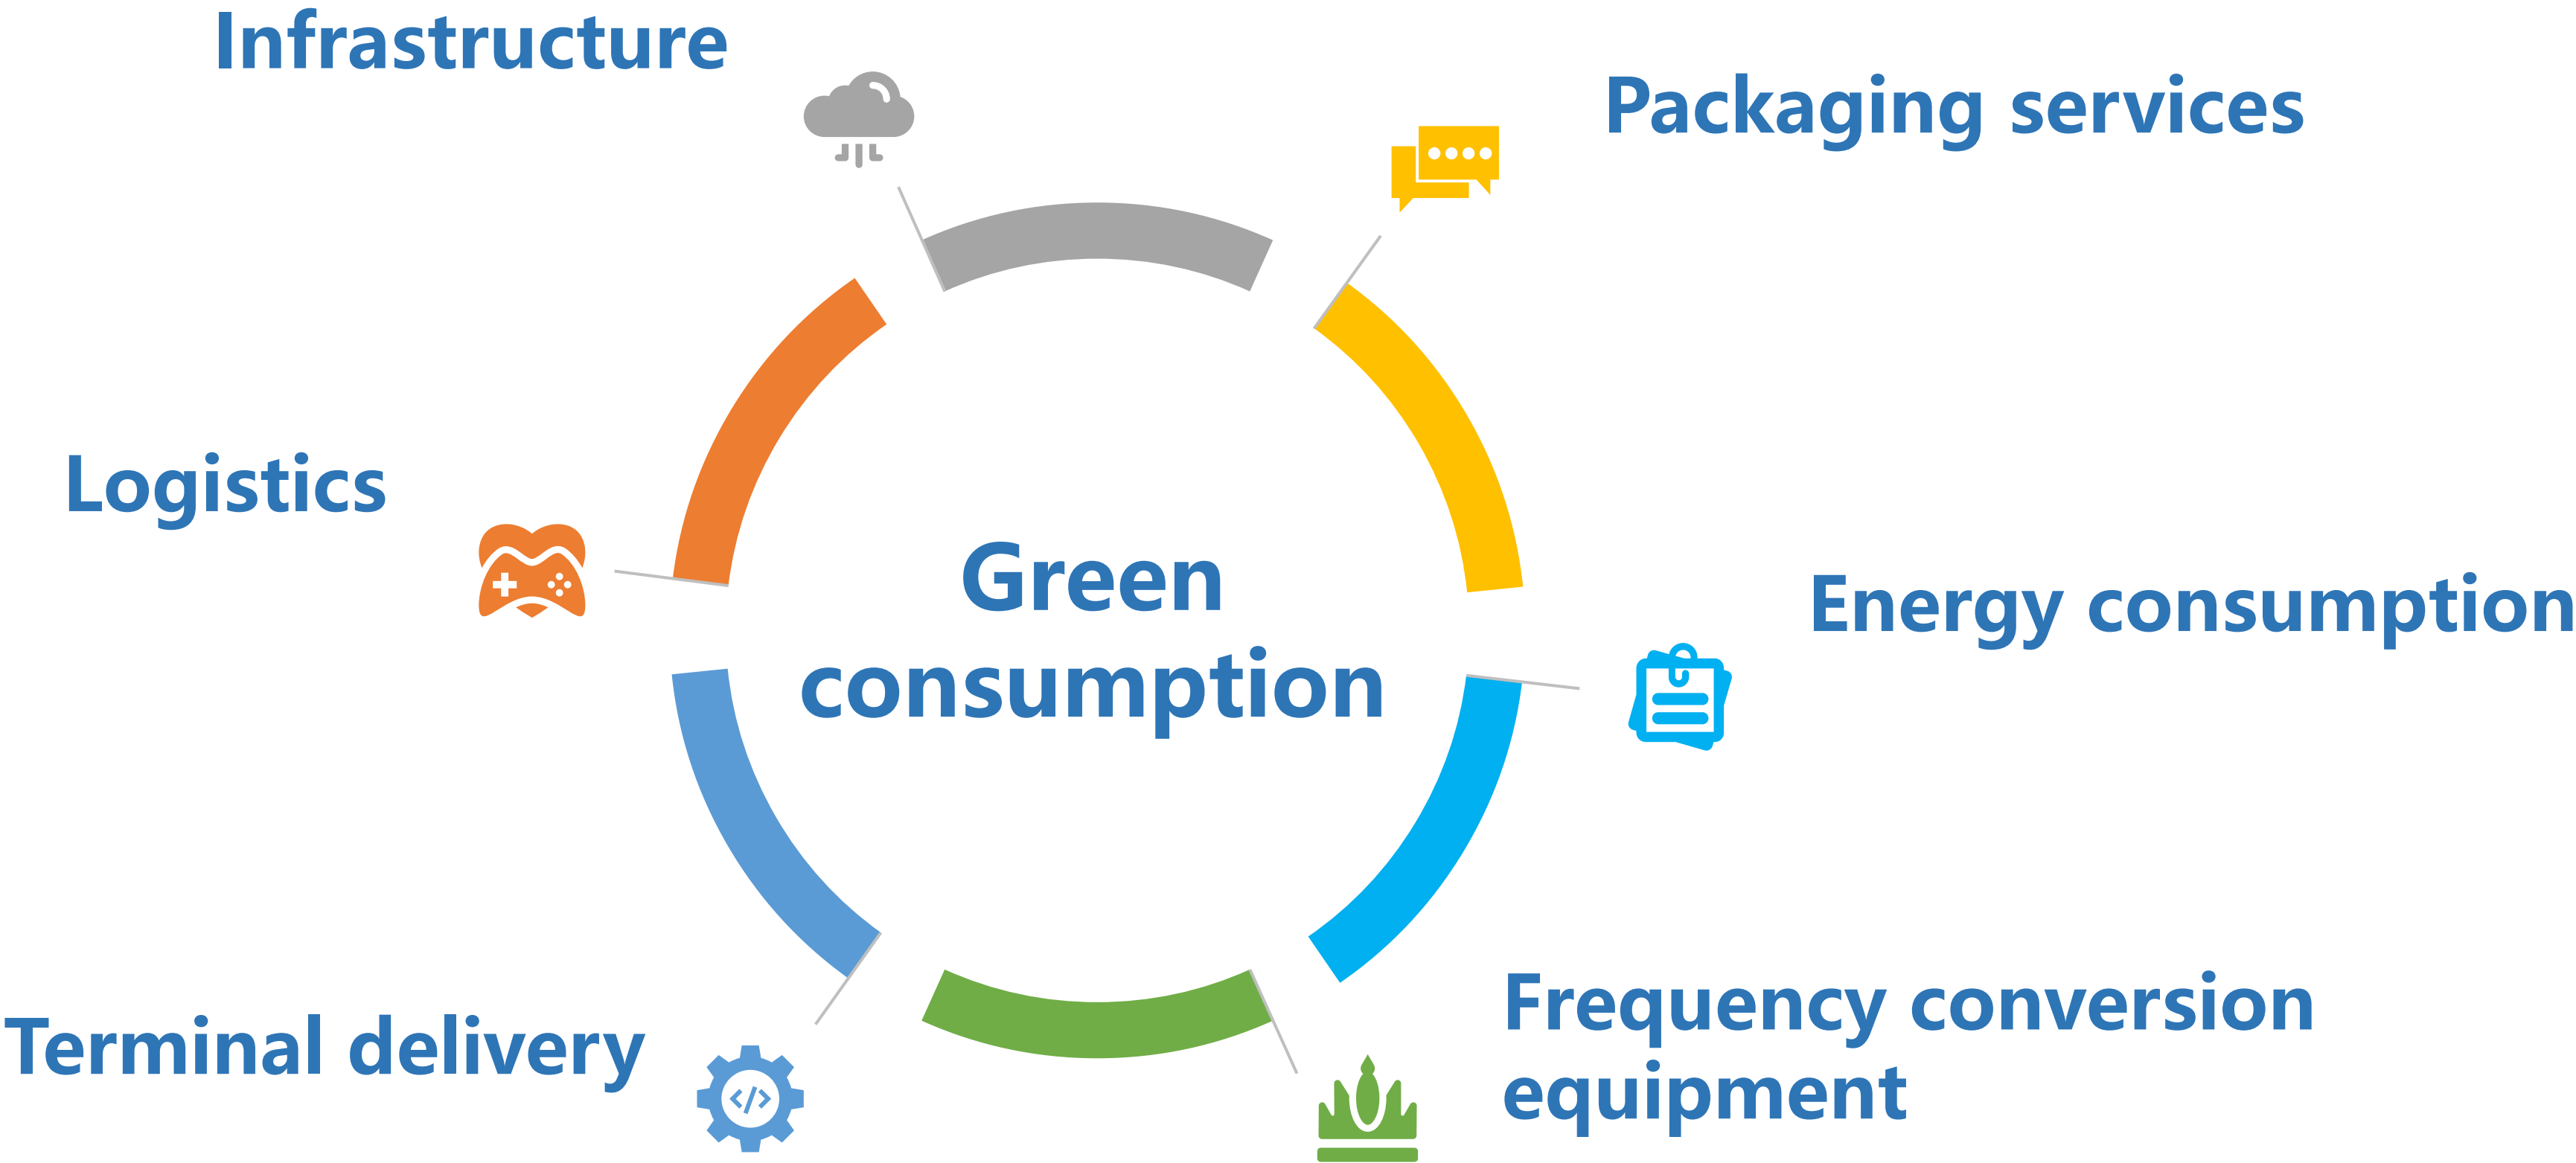 Infrastructure
Packaging services
Logistics
Green
consumption
Energy consumption
Terminal delivery
Frequency conversion
equipment